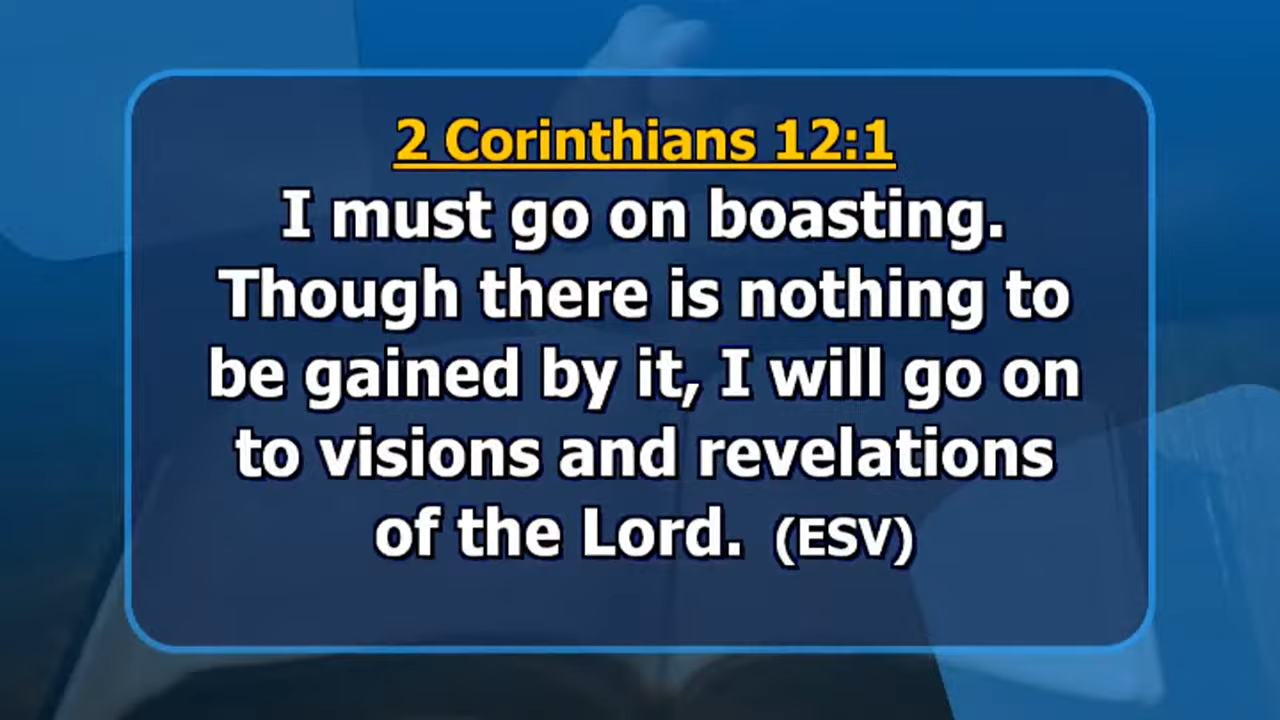 2 Corinthians 12:1
I must go on boasting.
Though there is nothing to
be gained by it, I will go on
to visions and revelations
of the Lord. (ESV)